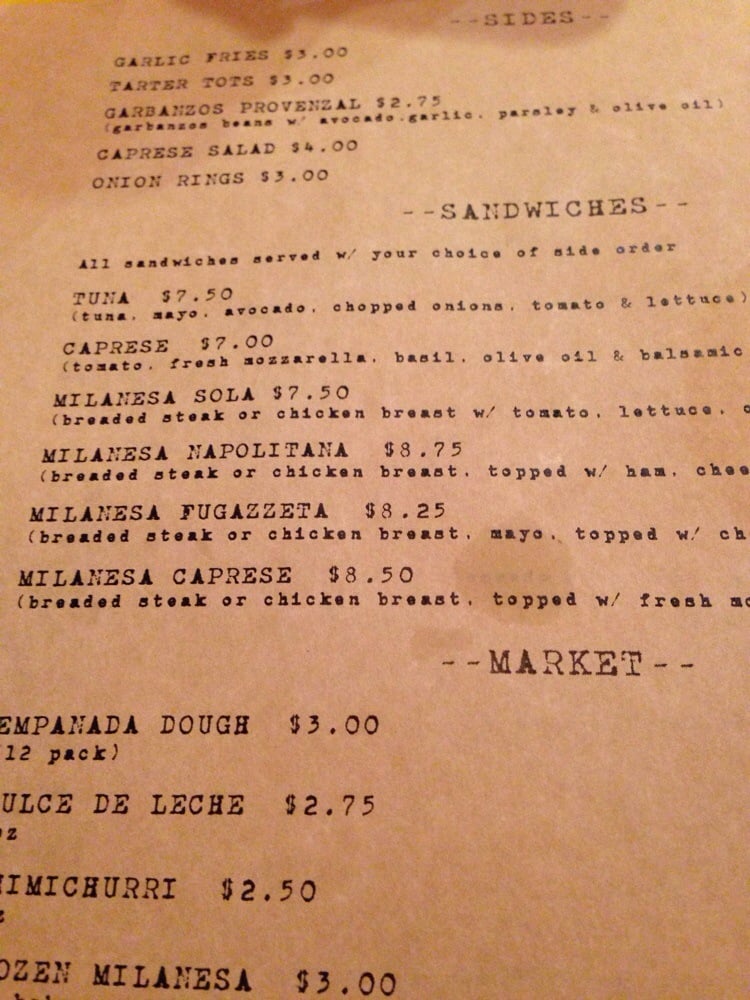 --SIDES--
GARLIC FRIES $3.00
TARTER TOTS $3.00
GARBANZOS PROVENZAL $2.75
(garbanzos beans w/ avocado.garlic. parsley & olive oil)
CAPRESE SALAD $4.00
ONION RINGS $3.00
--SANDWICHES--
All sandwiches served w/ your choice of side order
TUNA $7.50
(tuna, mayo, avocado, chopped onions, tomato & lettuce)
CAPRESE $7.00
(tomato, fresh mozzarella, basil, olive oil & balsamic
MILANESA SOLA $7.50
(breaded steak or chicken breast w/ tomato, lettuce,
MILANESA NAPOLITANA $8.75
(breaded steak or chicken breast, topped w/ ham, chee
MILANESA FUGAZZETA $8.25
(breaded steak or chicken breast, mayo, topped w/ ch
MILANESA CAPRESE $8.50
(breaded steak or chicken breast, topped w/ fresh mo
--MARKET--
EMPANADA DOUGH $3.00
12 pack)
ULCE DE LECHE $2.75
oz
IMICHURRI $2.50
z
OZEN MILANESA $3.00